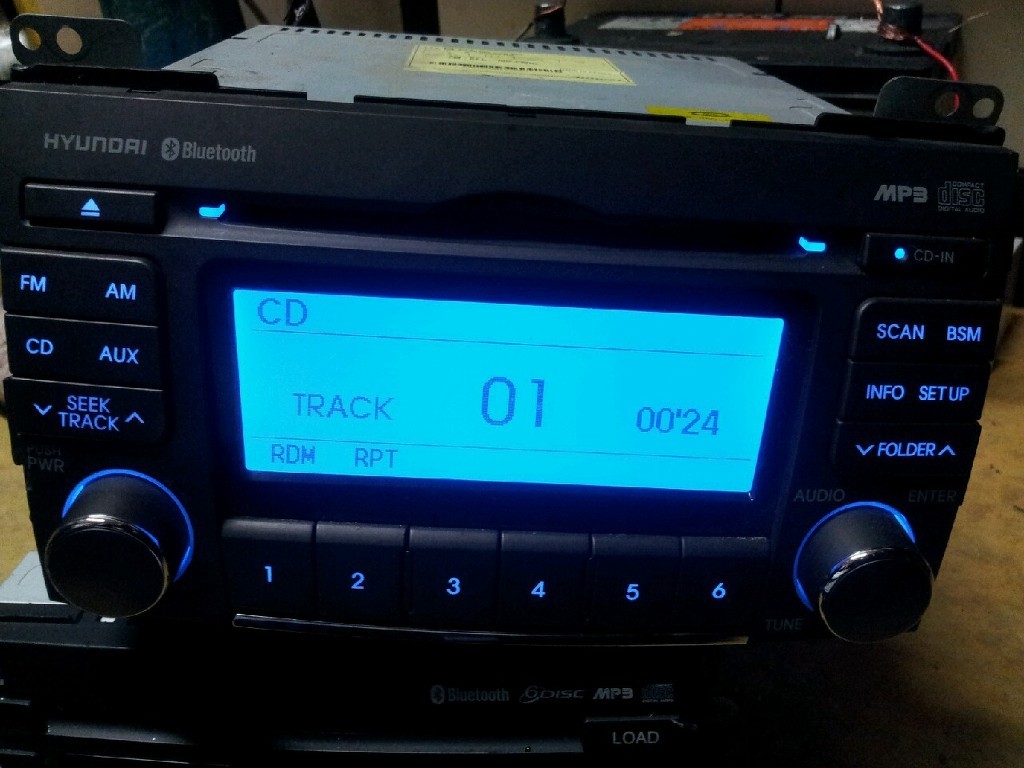 HYUNDAI Bluetooth
MP3 COMPACT disc DIGITAL AUDIO
CD-IN
FM AM
CD AUX
SEEK
TRACK
PUSH
PWR
CD
TRACK 01 00'24
RDM RPT
SCAN BSM
INFO SETUP
FOLDER
AUDIO ENTER
TUNE
1 2 3 4 5 6
Bluetooth 6DISC MP3
LOAD